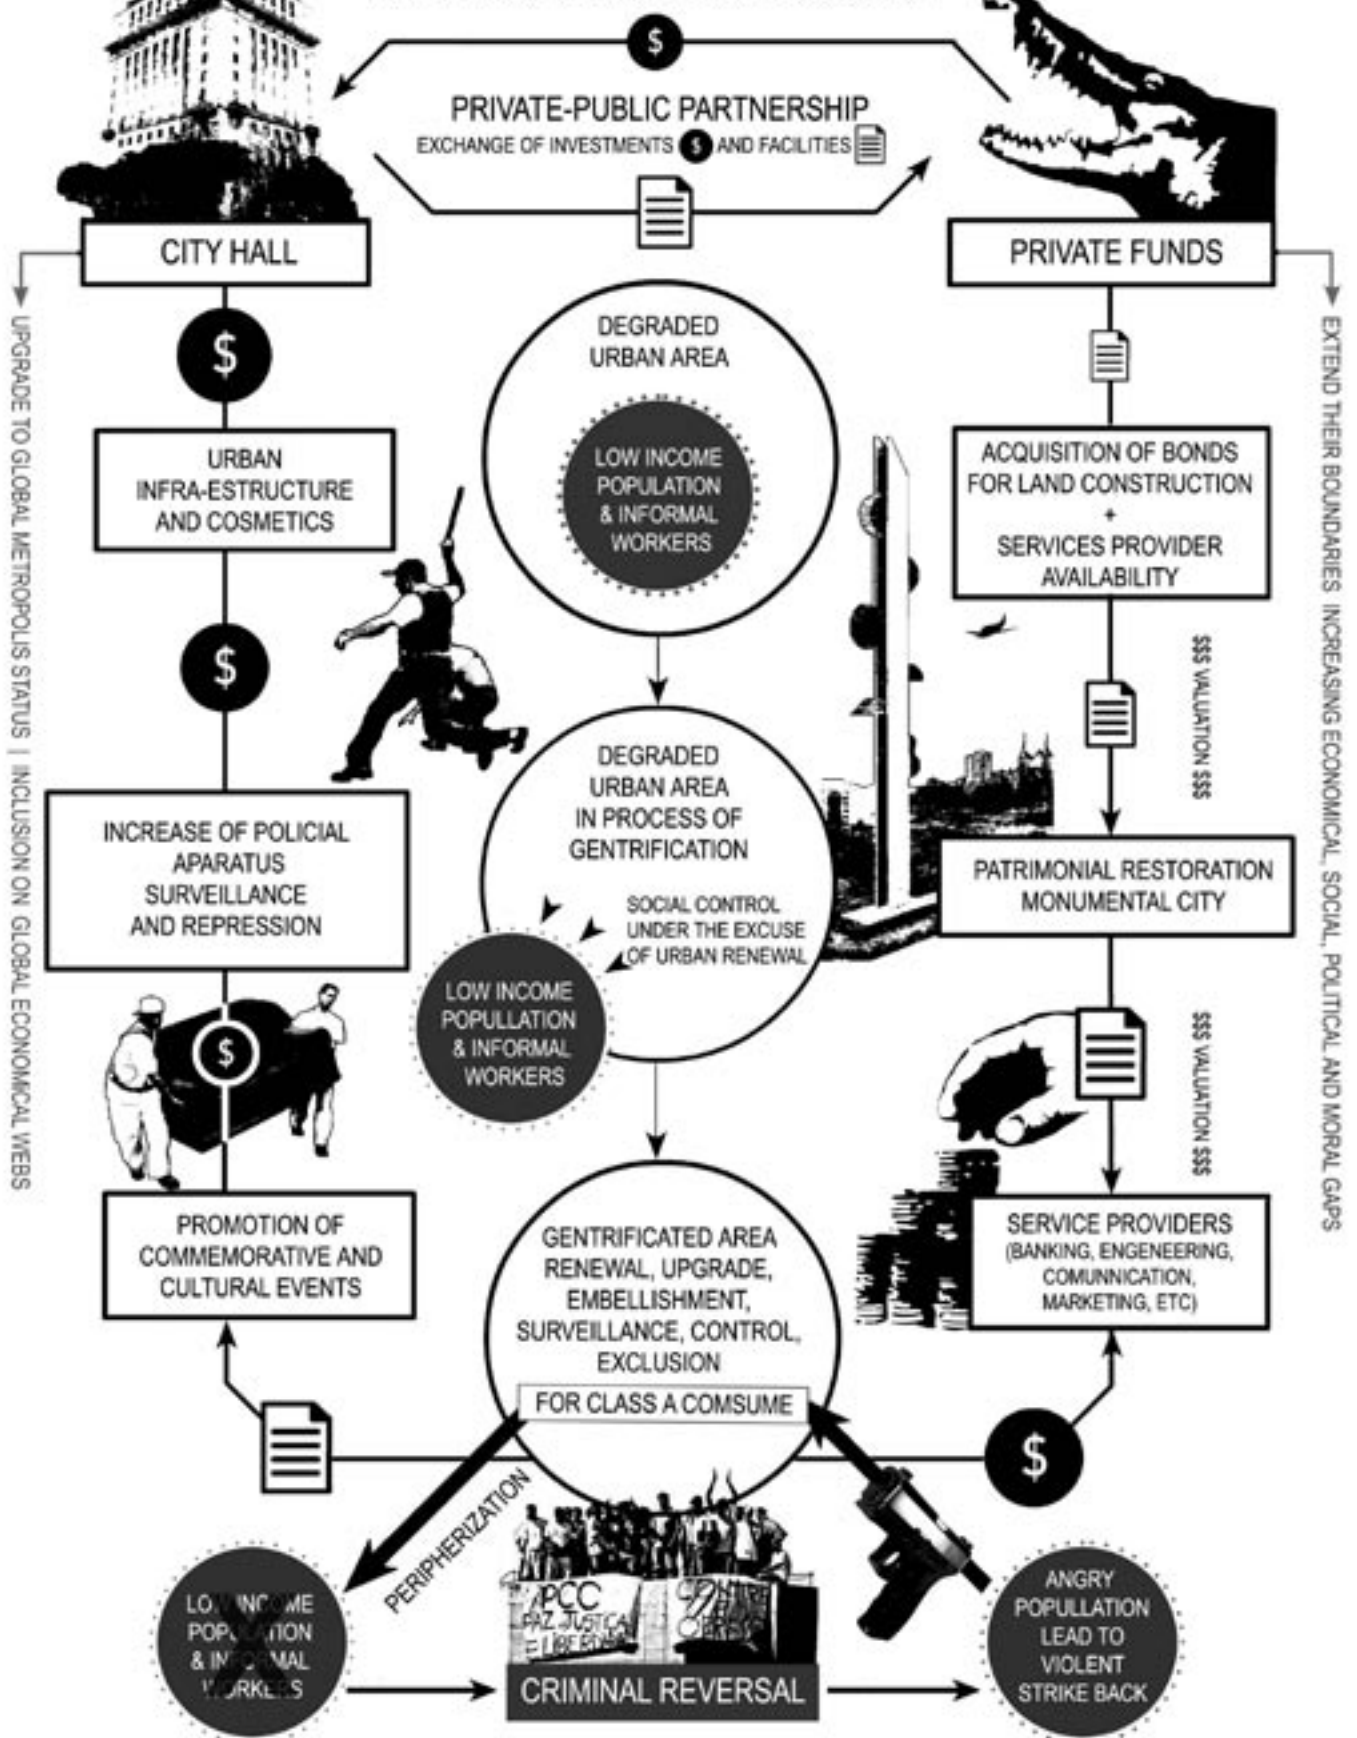 $
PRIVATE-PUBLIC PARTNERSHIP
EXCHANGE OF INVESTMENTS $ AND FACILITIES
CITY HALL
PRIVATE FUNDS
UPGRADE TO GLOBAL METROPOLIS STATUS | INCLUSION ON GLOBAL ECONOMICAL WEBS
EXTEND THEIR BOUNDARIES INCREASING ECONOMICAL, SOCIAL, POLITICAL AND MORAL GAPS
$
URBAN
INFRA-ESTRUCTURE
AND COSMETICS
$
INCREASE OF POLICIAL
APARATUS
SURVEILLANCE
AND REPRESSION
$
PROMOTION OF
COMMEMORATIVE AND
CULTURAL EVENTS
DEGRADED
URBAN AREA
LOW INCOME
POPULATION
& INFORMAL
WORKERS
DEGRADED
URBAN AREA
IN PROCESS OF
GENTRIFICATION
SOCIAL CONTROL
UNDER THE EXCUSE
OF URBAN RENEWAL
LOW INCOME
POPULLATION
& INFORMAL
WORKERS
GENTRIFICATED AREA
RENEWAL, UPGRADE,
EMBELLISHMENT,
SURVEILLANCE, CONTROL,
EXCLUSION
FOR CLASS A COMSUME
ACQUISITION OF BONDS
FOR LAND CONSTRUCTION
+
SERVICES PROVIDER
AVAILABILITY
$$$ VALUATION $$$
PATRIMONIAL RESTORATION
MONUMENTAL CITY
$$$ VALUATION $$$
SERVICE PROVIDERS
(BANKING, ENGENEERING,
COMUNNICATION,
MARKETING, ETC)
$
PERIPHERIZATION
LOW INCOME
POPULATION
& INFORMAL
WORKERS
PCC
PAZ JUSTIÇA
E LIBERDADE
CONTRA
CRIMINAL REVERSAL
ANGRY
POPULLATION
LEAD TO
VIOLENT
STRIKE BACK